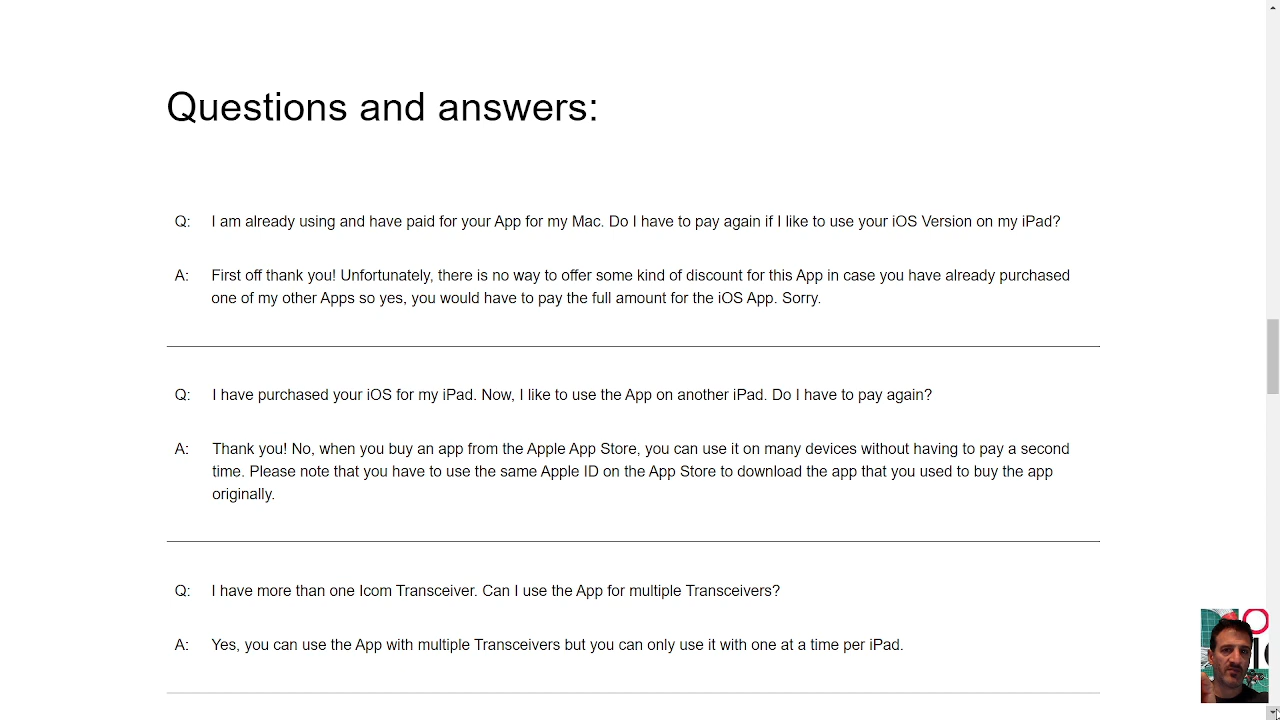 Questions and answers:
Q: I am already using and have paid for your App for my Mac. Do I have to pay again if I like to use your iOS Version on my iPad?
A: First off thank you! Unfortunately, there is no way to offer some kind of discount for this App in case you have already purchased
one of my other Apps so yes, you would have to pay the full amount for the iOS App. Sorry.
Q: I have purchased your iOS for my iPad. Now, I like to use the App on another iPad. Do I have to pay again?
A: Thank you! No, when you buy an app from the Apple App Store, you can use it on many devices without having to pay a second
time. Please note that you have to use the same Apple ID on the App Store to download the app that you used to buy the app
originally.
Q: I have more than one Icom Transceiver. Can I use the App for multiple Transceivers?
A: Yes, you can use the App with multiple Transceivers but you can only use it with one at a time per iPad.